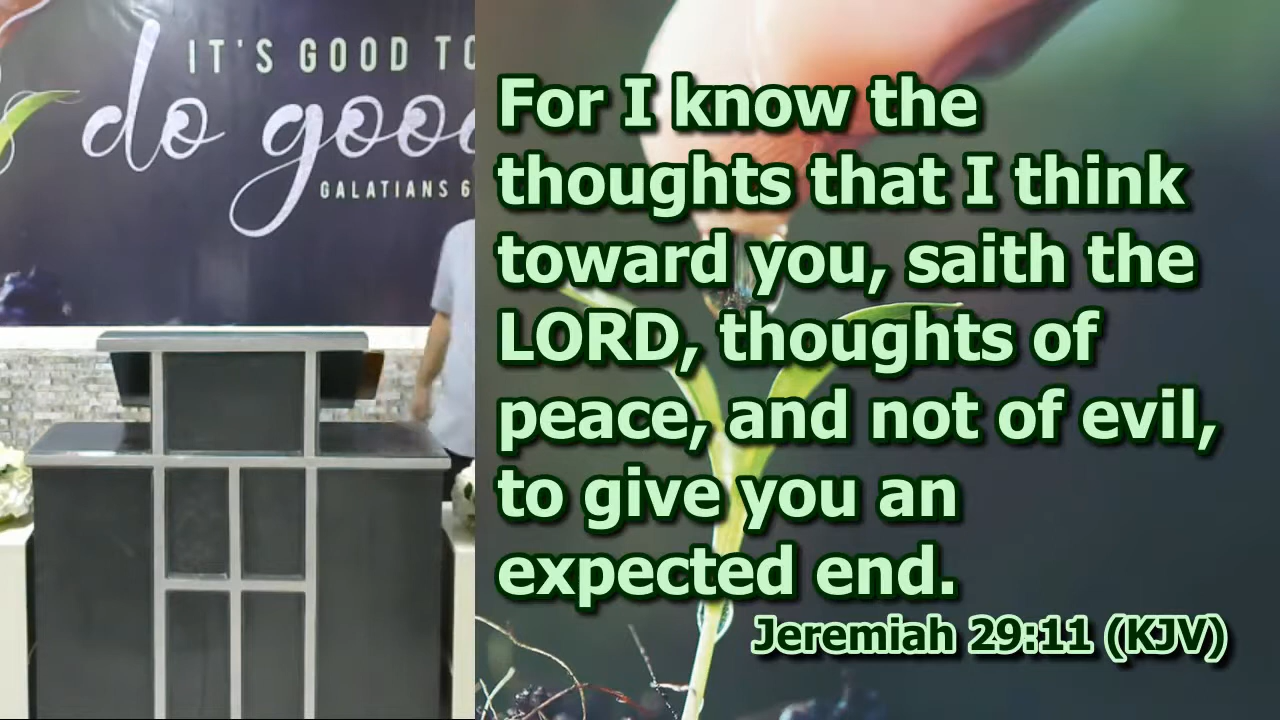 IT'S GOOD TO
do good
GALATIANS 6
For I know the
thoughts that I think
toward you, saith the
LORD, thoughts of
peace, and not of evil,
to give you an
expected end.
Jeremiah 29:11 (KJV)